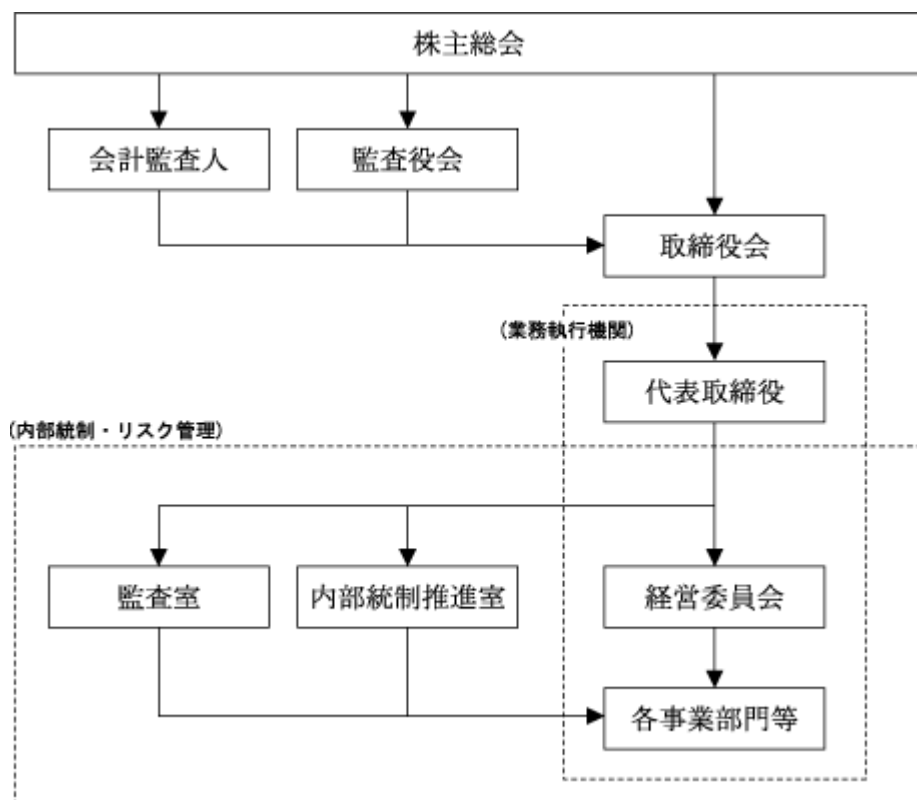 株主総会
会計監査人
監査役会
取締役会
(業務執行機関)
代表取締役
(内部統制・リスク管理)
監査室
内部統制推進室
経営委員会
各事業部門等